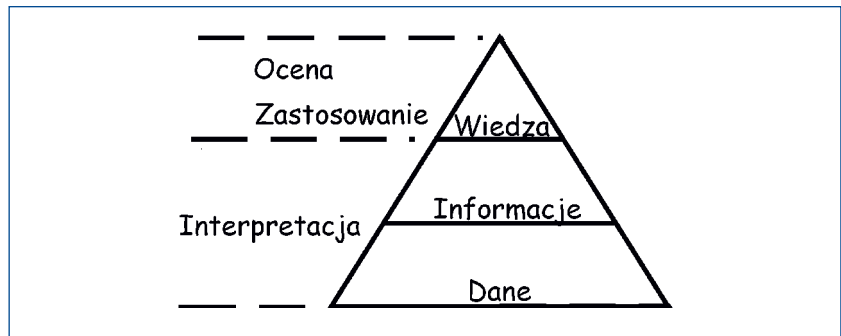 Ocena
Zastosowanie
Wiedza
Informacje
Interpretacja
Dane